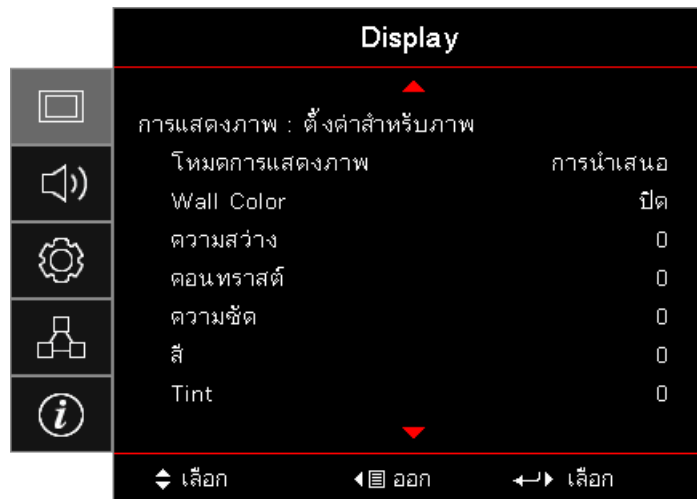 Display
การแสดงภาพ : ตั้งค่าสำหรับภาพ
โหมดการแสดงภาพ การนำเสนอ
Wall Color ปิด
ความสว่าง 0
คอนทราสต์ 0
ความชัด 0
สี 0
Tint 0
เลือก ออก เลือก